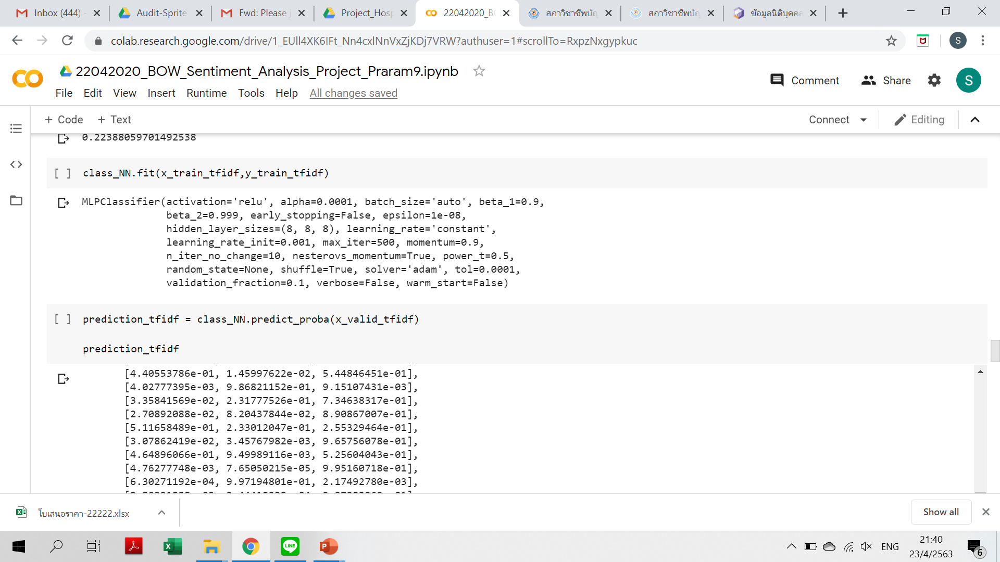 Inbox (444) -
Audit-Sprite
Fwd: Please j
Project_Hosp
22042020_BO
สภาวิชาชีพบัญ
สภาวิชาชีพบัญ
ข้อมูลนิติบุคคล
colab.research.google.com/drive/1_EUll4XK6IFt_Nn4cxlNnVxZjKDj7VRW?authuser=1#scrollTo=RxpzNxgypkuc
S
22042020_BOW_Sentiment_Analysis_Project_Praram9.ipynb
Comment
Share
S
File Edit View Insert Runtime Tools Help All changes saved
+ Code + Text
Connect
Editing
0.22388059701492538
[ ] class_NN.fit(x_train_tfidf,y_train_tfidf)
MLPClassifier(activation='relu', alpha=0.0001, batch_size='auto', beta_1=0.9,
beta_2=0.999, early_stopping=False, epsilon=1e-08,
hidden_layer_sizes=(8, 8, 8), learning_rate='constant',
learning_rate_init=0.001, max_iter=500, momentum=0.9,
n_iter_no_change=10, nesterovs_momentum=True, power_t=0.5,
random_state=None, shuffle=True, solver='adam', tol=0.0001,
validation_fraction=0.1, verbose=False, warm_start=False)
[ ] prediction_tfidf = class_NN.predict_proba(x_valid_tfidf)
prediction_tfidf
[4.40553786e-01, 1.45997622e-02, 5.44846451e-01],
[4.02777395e-03, 9.86821152e-01, 9.15107431e-03],
[3.35841569e-02, 2.31777526e-01, 7.34638317e-01],
[2.70892088e-02, 8.20437844e-02, 8.90867007e-01],
[5.11658489e-01, 2.33012047e-01, 2.55329464e-01],
[3.07862419e-02, 3.45767982e-03, 9.65756078e-01],
[4.64896066e-01, 9.49989116e-03, 5.25604043e-01],
[4.76277748e-03, 7.65050215e-05, 9.95160718e-01],
[6.30271192e-04, 9.97194801e-01, 2.17492780e-03],
ใบเสนอราคา-22222.xlsx
Show all
LINE
ENG
21:40
23/4/2563
6